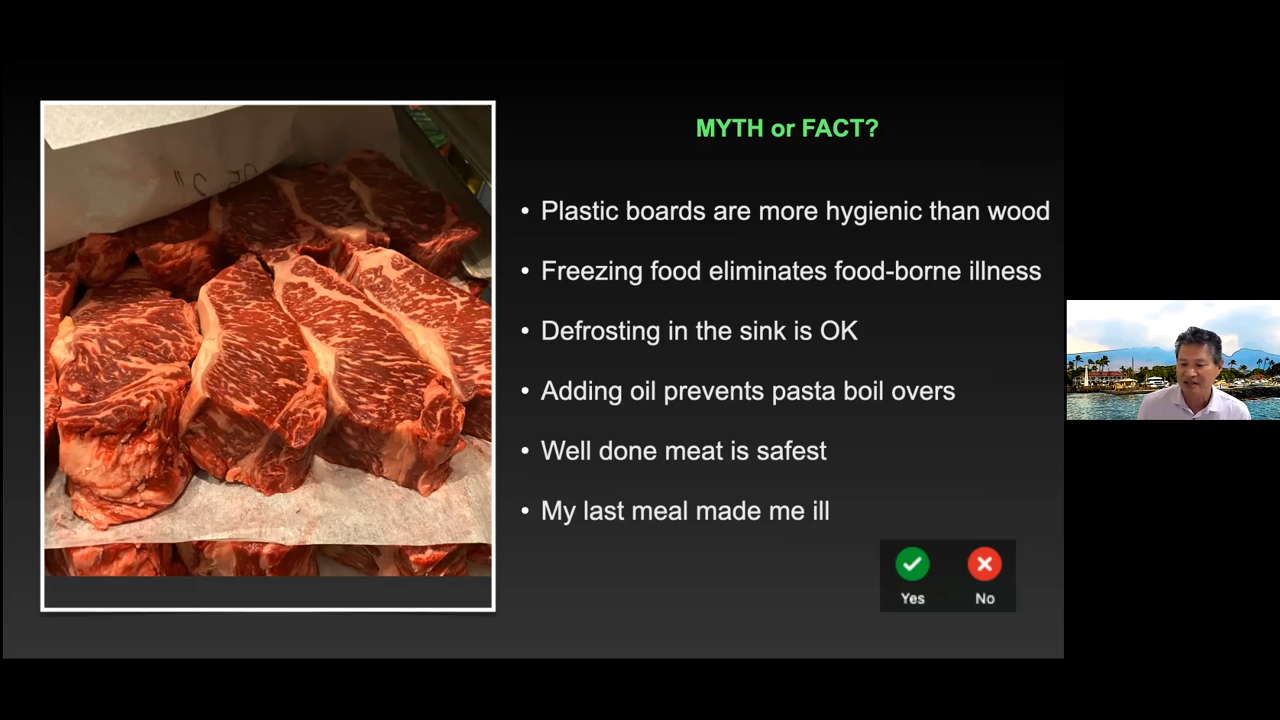 MYTH or FACT?
• Plastic boards are more hygienic than wood
• Freezing food eliminates food-borne illness
• Defrosting in the sink is OK
• Adding oil prevents pasta boil overs
• Well done meat is safest
• My last meal made me ill
Yes No